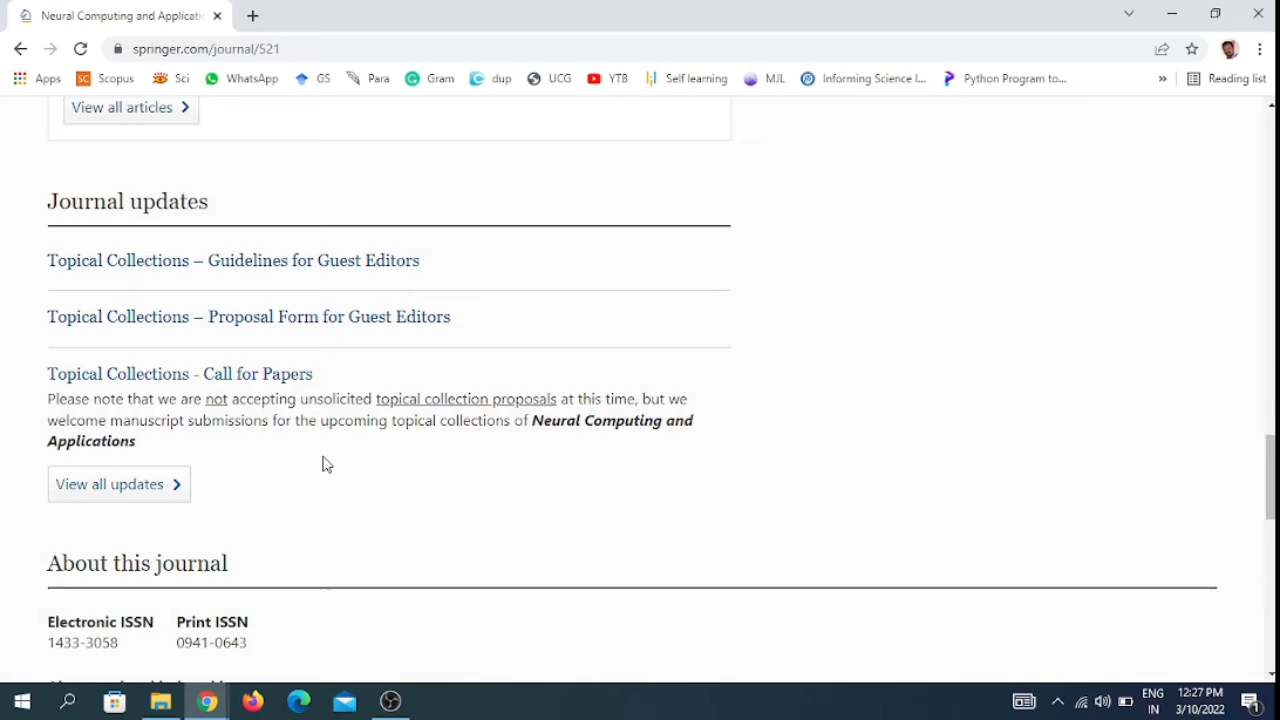 Neural Computing and Applicati
springer.com/journal/521
Apps
SC Scopus
Sci
WhatsApp
GS
Para
Gram
dup
UCG
YTB
Self learning
MJL
Informing Science I...
Python Program to...
»
Reading list
View all articles
Journal updates
Topical Collections – Guidelines for Guest Editors
Topical Collections – Proposal Form for Guest Editors
Topical Collections - Call for Papers
Please note that we are not accepting unsolicited topical collection proposals at this time, but we
welcome manuscript submissions for the upcoming topical collections of Neural Computing and
Applications
View all updates
About this journal
Electronic ISSN Print ISSN
1433-3058 0941-0643
ENG
IN
12:27 PM
3/10/2022
1